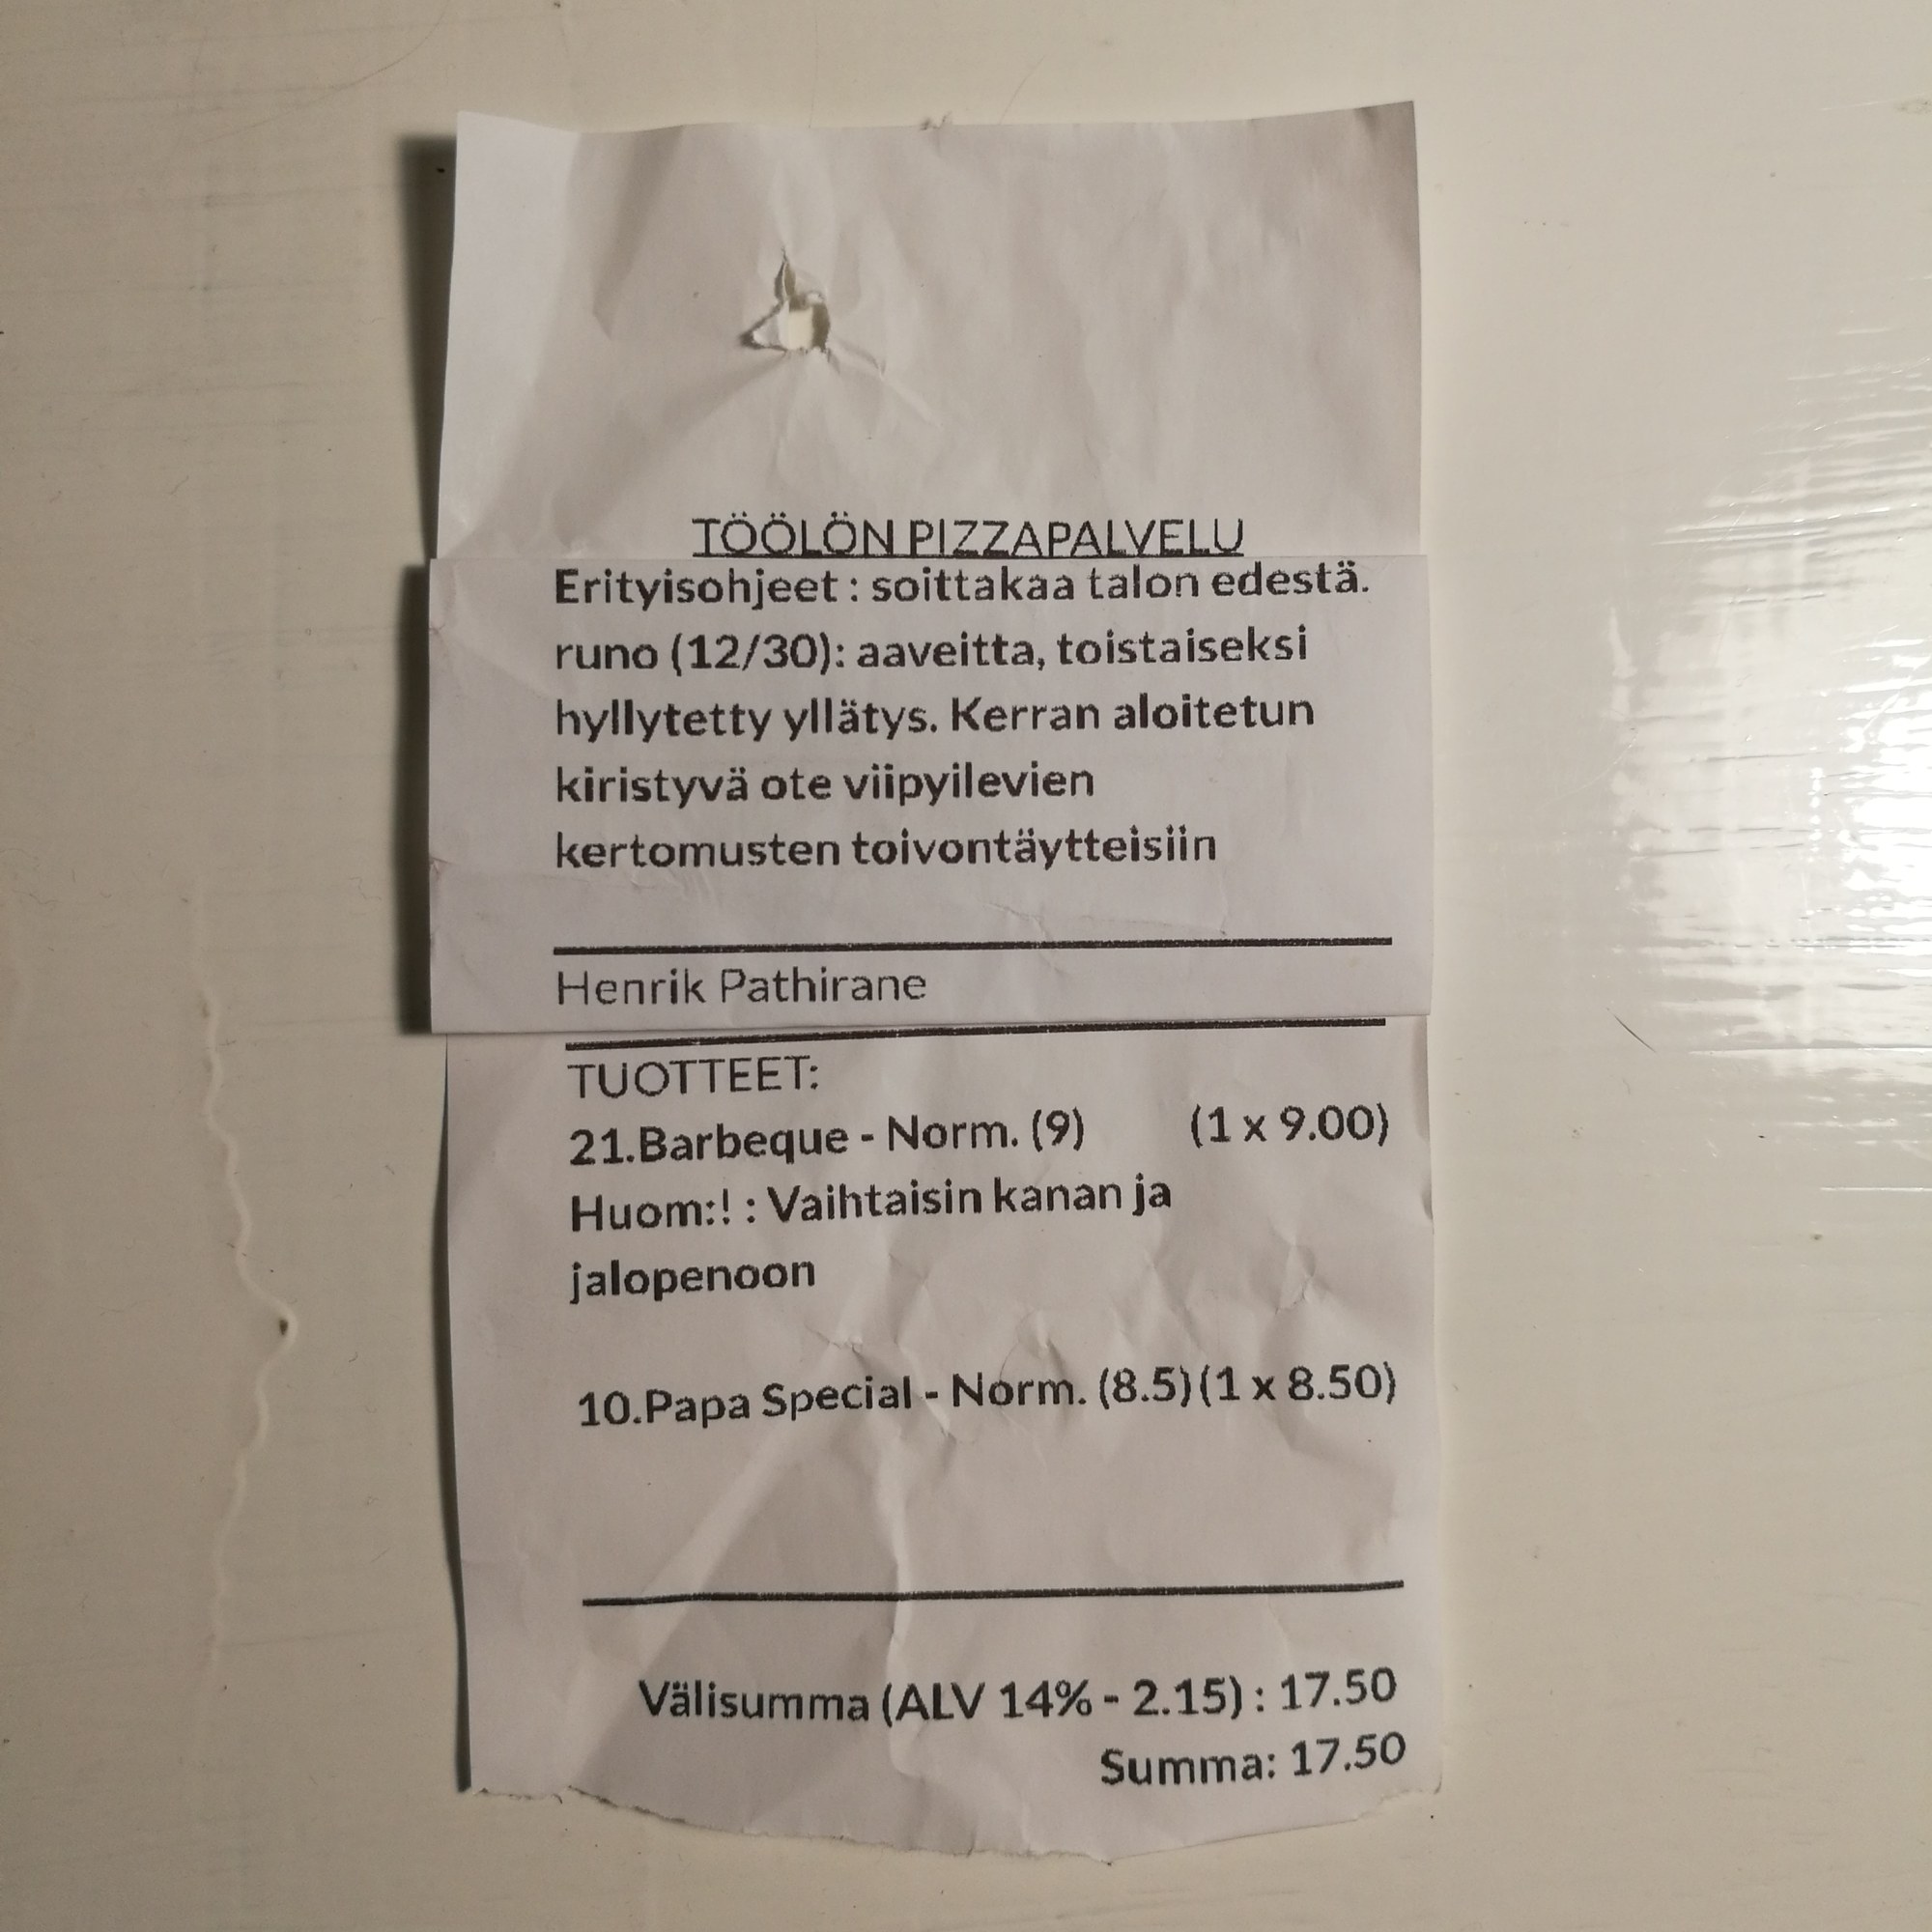 TÖÖLÖN PIZZAPALVELU
Erityisohjeet : soittakaa talon edestä.
runo (12/30): aaveitta, toistaiseksi
hyllytetty yllätys. Kerran aloitetun
kiristyvä ote viipyilevien
kertomusten toivontäytteisiin
Henrik Pathirane
TUOTTEET:
21.Barbeque - Norm. (9) (1 x 9.00)
Huom:! : Vaihtaisin kanan ja
jalopenoon
10.Papa Special - Norm. (8.5) (1 x 8.50)
Välisumma (ALV 14% - 2.15) : 17.50
Summa: 17.50